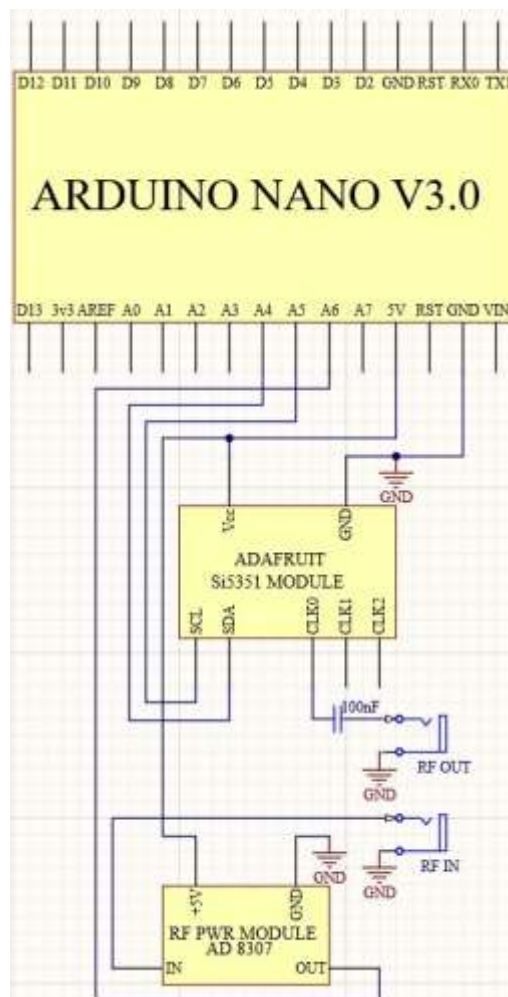 D12 D11 D10 D9 D8 D7 D6 D5 D4 D3 D2 GND RST RX0 TX1
ARDUINO NANO V3.0
D13 3v3 AREF A0 A1 A2 A3 A4 A5 A6 A7 5V RST GND VIN
GND
Vcc GND
ADAFRUIT
Si5351 MODULE
SCL SDA CLK0 CLK1 CLK2
100nF
RF OUT
GND
RF IN
GND
GND
+5V GND
RF PWR MODULE
AD 8307
IN OUT